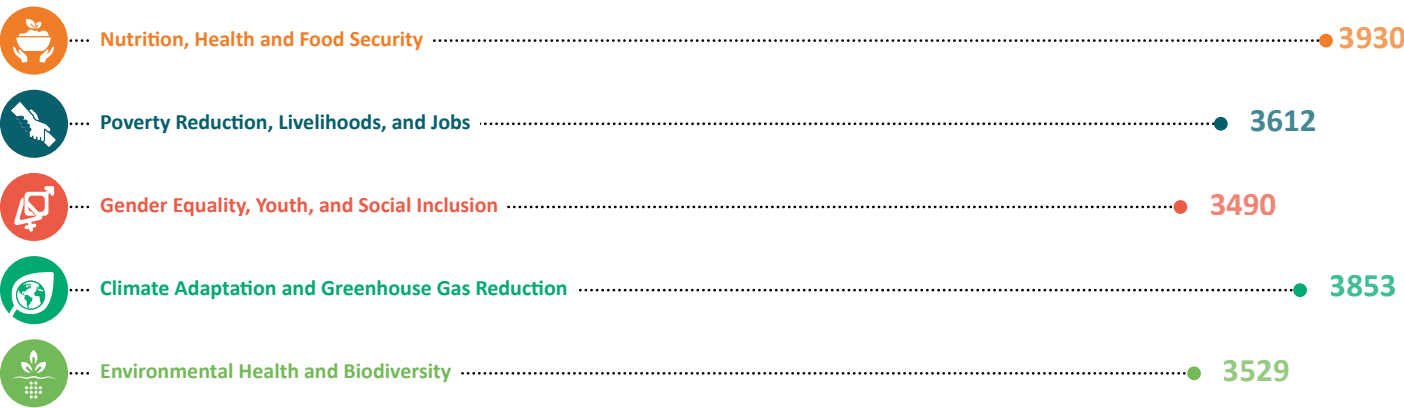 Nutrition, Health and Food Security 3930
Poverty Reduction, Livelihoods, and Jobs 3612
Gender Equality, Youth, and Social Inclusion 3490
Climate Adaptation and Greenhouse Gas Reduction 3853
Environmental Health and Biodiversity 3529